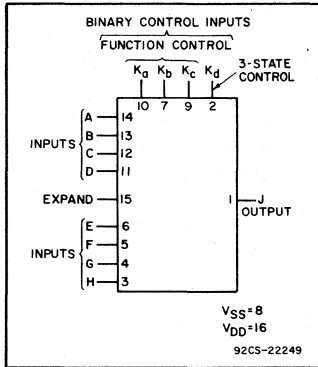 BINARY CONTROL INPUTS
FUNCTION CONTROL
Ka Kb Kc Kd
3-STATE
CONTROL
10 7 9 2
A 14
B 13
INPUTS
C 12
D 11
EXPAND 15
1 J
OUTPUT
E 6
F 5
INPUTS
G 4
H 3
VSS=8
VDD=16
92CS-22249